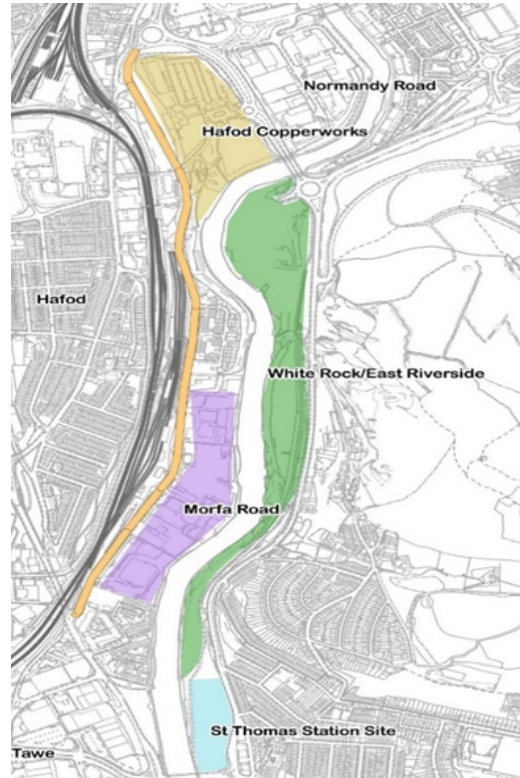 Normandy Road
Hafod Copperworks
Hafod
White Rock/East Riverside
Morfa Road
St Thomas Station Site
Tawe